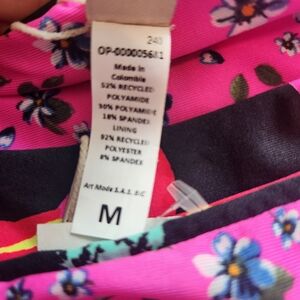 240
OP-000005681
Made in
Colombia
52% RECYCLED
POLYAMIDE
30% POLYAMIDE
18% SPANDEX
LINING
92% RECYCLED
POLYESTER
8% SPANDEX
Art Mode S.A.S. BIC
M